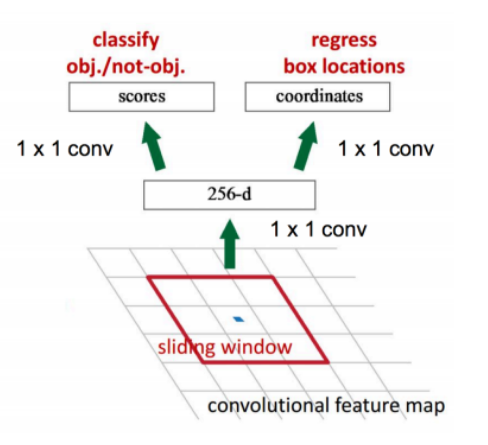 classify
obj./not-obj.
regress
box locations
scores
coordinates
1 x 1 conv
1 x 1 conv
256-d
1 x 1 conv
sliding window
convolutional feature map